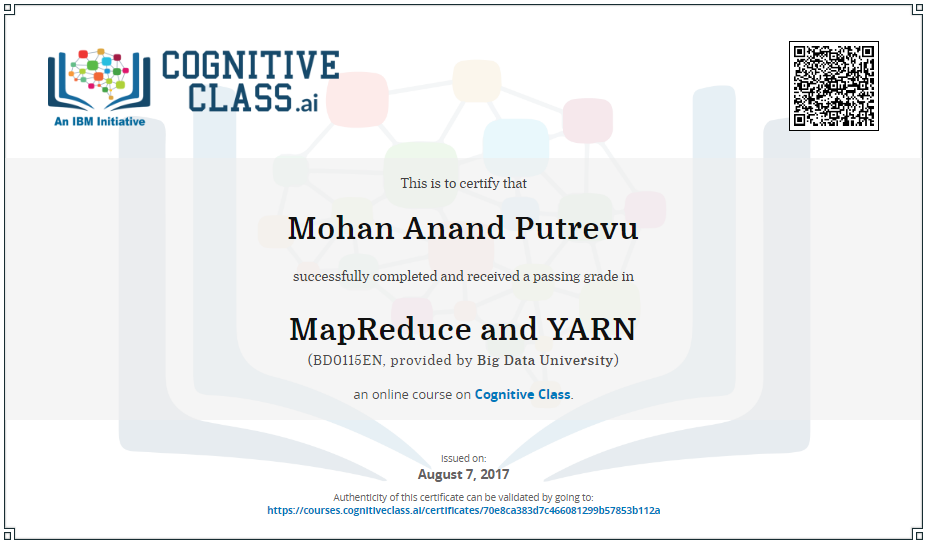 COGNITIVE
CLASS.ai
An IBM Initiative
This is to certify that
Mohan Anand Putrevu
successfully completed and received a passing grade in
MapReduce and YARN
(BD0115EN, provided by Big Data University)
an online course on Cognitive Class.
Issued on:
August 7, 2017
Authenticity of this certificate can be validated by going to:
https://courses.cognitiveclass.ai/certificates/70e8ca383d7c466081299b57853b112a